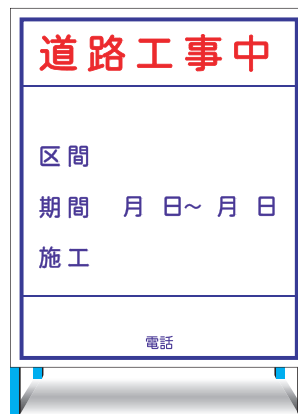 道路工事中
区間
期間 月 日～ 月 日
施工
電話